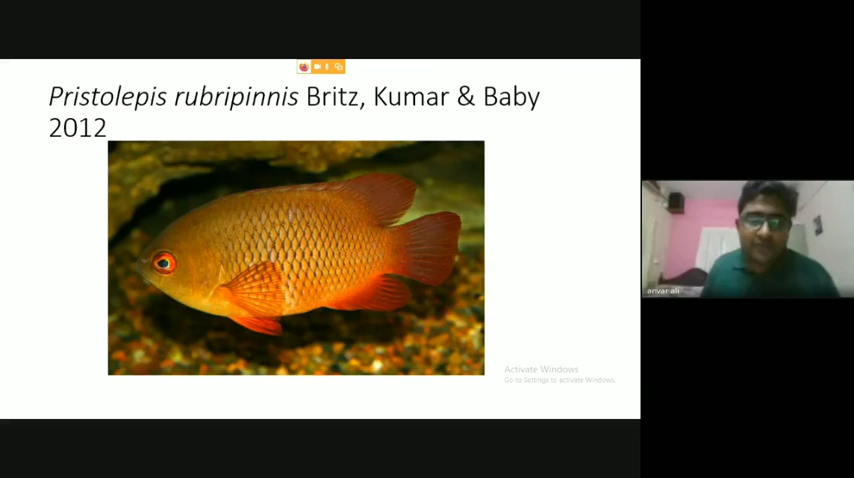 Pristolepis rubripinnis Britz, Kumar & Baby
2012
Activate Windows
Go to Settings to activate Windows.
anvar ali